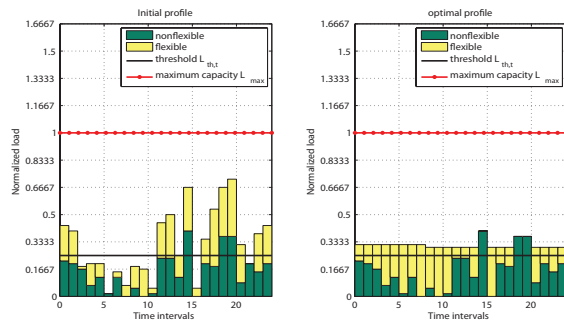 Initial profile
1.6667
1.5
1.3333
1.1667
1
0.8333
0.6667
0.5
0.3333
0.1667
0
Normalized load
nonflexible
flexible
threshold L th,t
maximum capacity L max
0 5 10 15 20
Time intervals
optimal profile
1.6667
1.5
1.3333
1.1667
1
0.8333
0.6667
0.5
0.3333
0.1667
0
Normalized load
nonflexible
flexible
threshold L th,t
maximum capacity L max
0 5 10 15 20
Time intervals